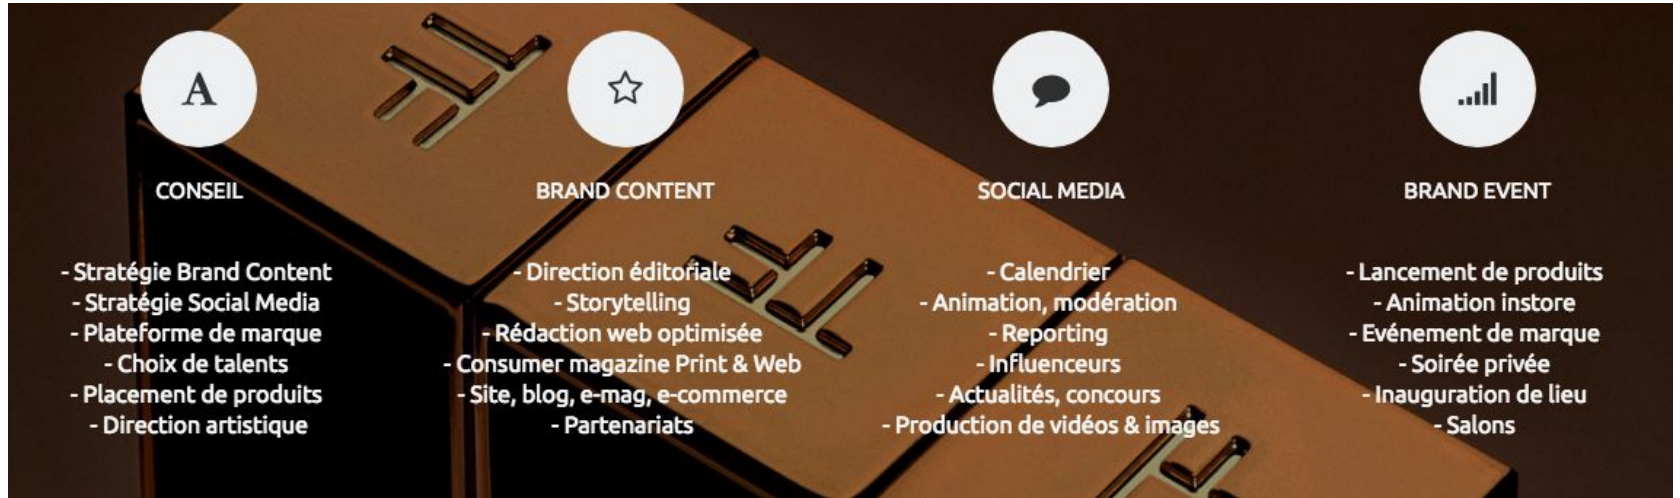 A
CONSEIL
- Stratégie Brand Content
- Stratégie Social Media
- Plateforme de marque
- Choix de talents
- Placement de produits
- Direction artistique
BRAND CONTENT
- Direction éditoriale
- Storytelling
- Rédaction web optimisée
- Consumer magazine Print & Web
- Site, blog, e-mag, e-commerce
- Partenariats
SOCIAL MEDIA
- Calendrier
- Animation, modération
- Reporting
- Influenceurs
- Actualités, concours
- Production de vidéos & images
BRAND EVENT
- Lancement de produits
- Animation instore
- Evénement de marque
- Soirée privée
- Inauguration de lieu
- Salons